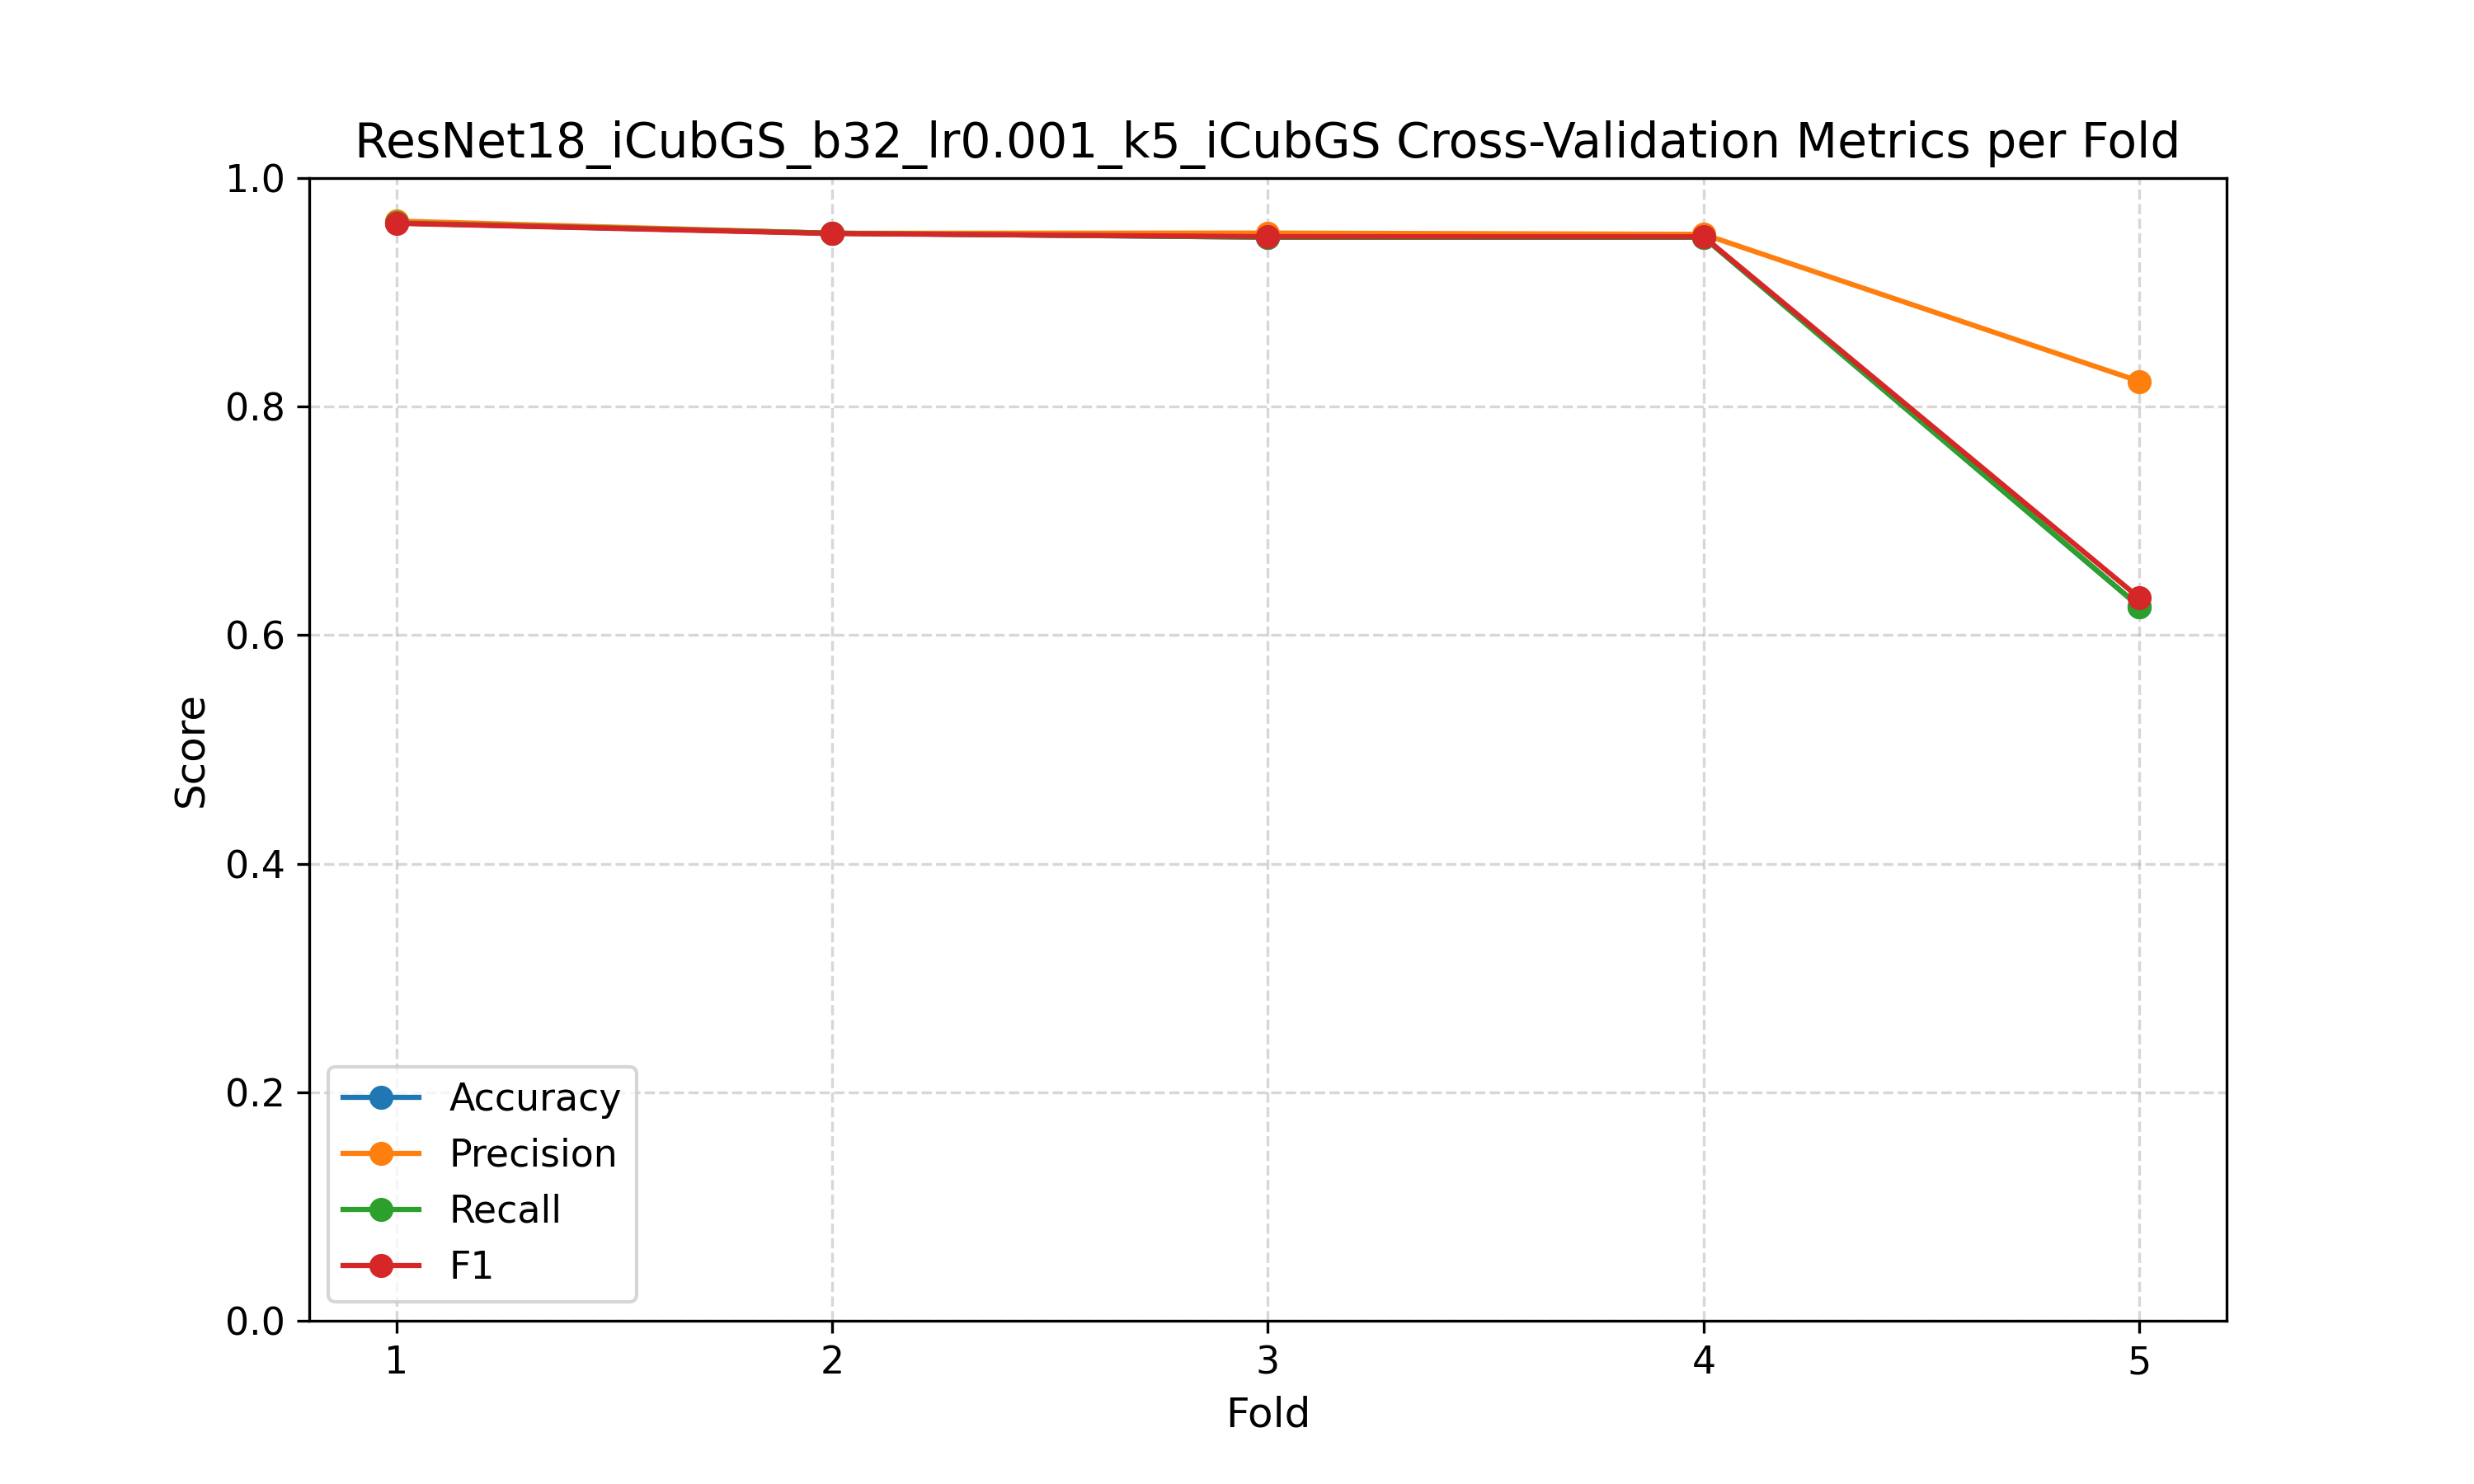 ResNet18_iCubGS_b32_lr0.001_k5_iCubGS Cross-Validation Metrics per Fold
1.0
0.8
0.6
0.4
0.2
0.0
Score
Accuracy
Precision
Recall
F1
1 2 3 4 5
Fold